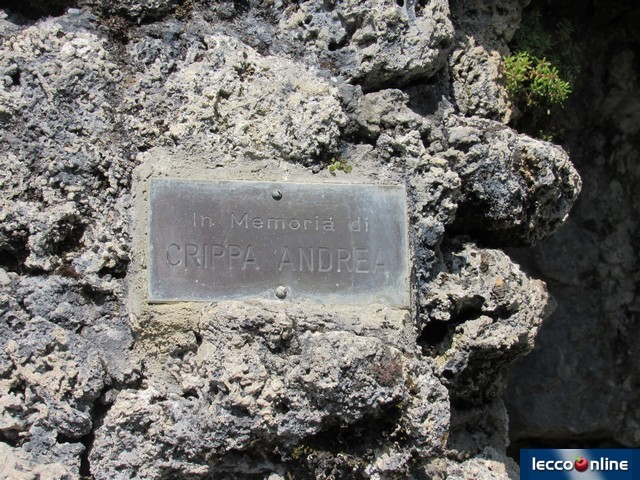 In Memoria di
CRIPPA ANDREA
leccoonline